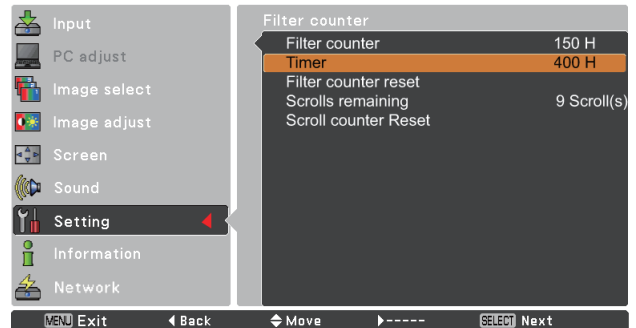 Input
PC adjust
Image select
Image adjust
Screen
Sound
Setting
Information
Network
Filter counter
Filter counter 150 H
Timer 400 H
Filter counter reset
Scrolls remaining 9 Scroll(s)
Scroll counter Reset
MENU Exit ◀Back ⬍Move ▶----- SELECT Next